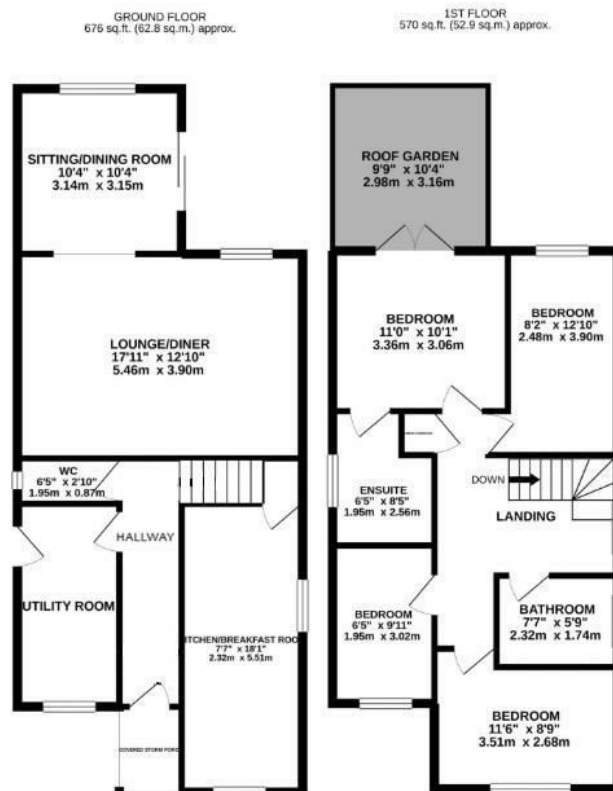 GROUND FLOOR
676 sq.ft. (62.8 sq.m.) approx.
SITTING/DINING ROOM
10'4" x 10'4"
3.14m x 3.15m
LOUNGE/DINER
17'11" x 12'10"
5.46m x 3.90m
WC
6'5" x 2'10"
1.95m x 0.87m
HALLWAY
UTILITY ROOM
ITCHEN/BREAKFAST ROO
7'7" x 18'1"
2.32m x 5.51m
COVERED STORM PORC
1ST FLOOR
570 sq.ft. (52.9 sq.m.) approx.
ROOF GARDEN
9'9" x 10'4"
2.98m x 3.16m
BEDROOM
11'0" x 10'1"
3.36m x 3.06m
BEDROOM
8'2" x 12'10"
2.48m x 3.90m
ENSUITE
6'5" x 8'5"
1.95m x 2.56m
DOWN
LANDING
BEDROOM
6'5" x 9'11"
1.95m x 3.02m
BATHROOM
7'7" x 5'9"
2.32m x 1.74m
BEDROOM
11'6" x 8'9"
3.51m x 2.68m